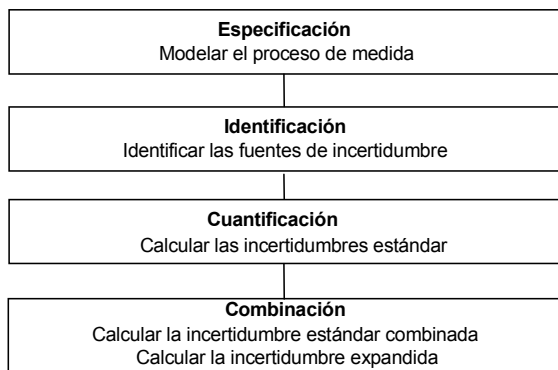 Especificación
Modelar el proceso de medida
Identificación
Identificar las fuentes de incertidumbre
Cuantificación
Calcular las incertidumbres estándar
Combinación
Calcular la incertidumbre estándar combinada
Calcular la incertidumbre expandida